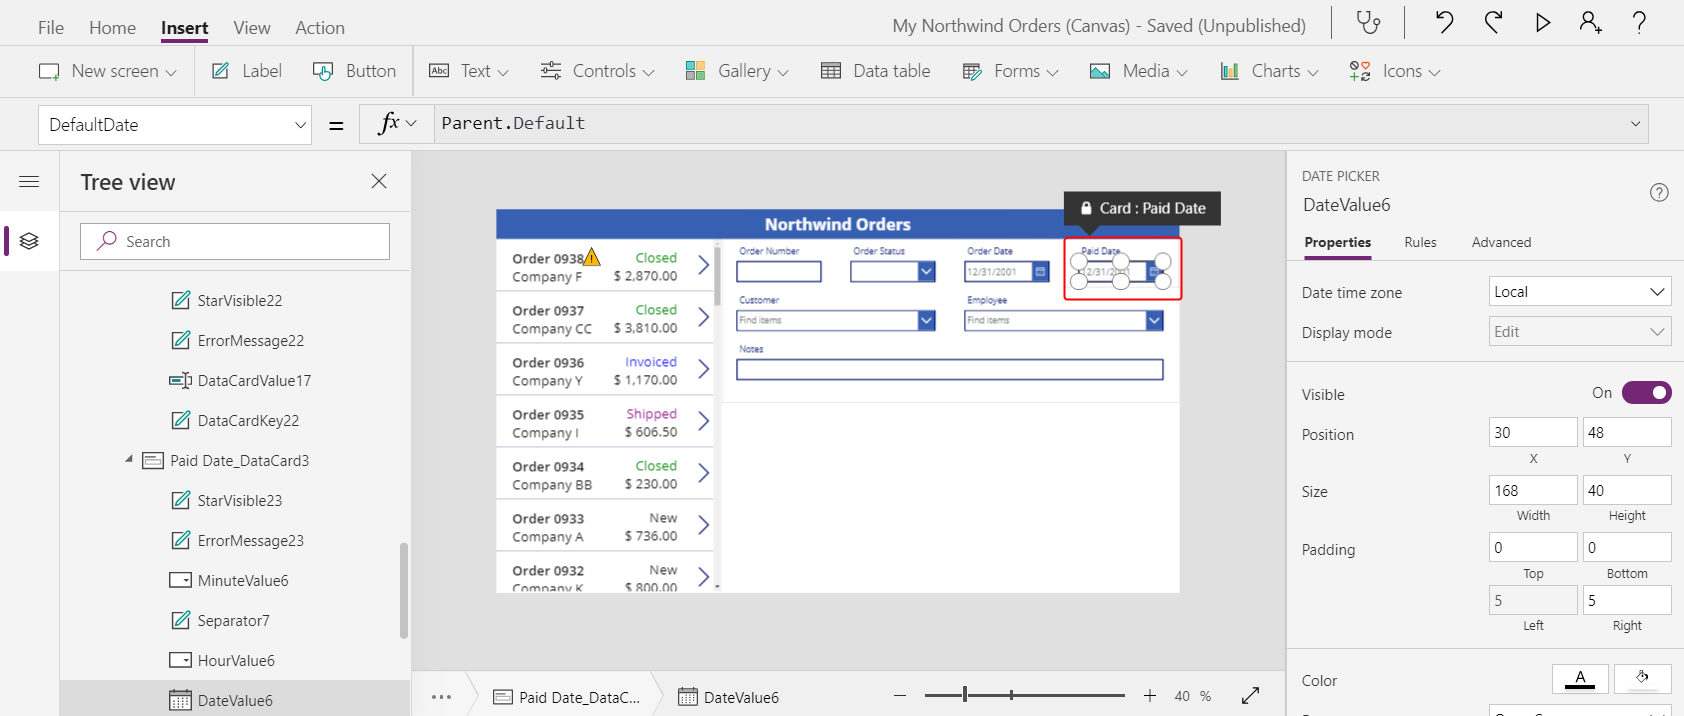 File Home Insert View Action
My Northwind Orders (Canvas) - Saved (Unpublished)
New screen Label Button Abc Text Controls Gallery Data table Forms Media Charts Icons
DefaultDate = fx Parent.Default
Tree view
Search
StarVisible22
ErrorMessage22
DataCardValue17
DataCardKey22
Paid Date_DataCard3
StarVisible23
ErrorMessage23
MinuteValue6
Separator7
HourValue6
DateValue6
Card : Paid Date
Northwind Orders
Order 0938 Closed
Company F $ 2,870.00
Order 0937 Closed
Company CC $ 3,810.00
Order 0936 Invoiced
Company Y $ 1,170.00
Order 0935 Shipped
Company I $ 606.50
Order 0934 Closed
Company BB $ 230.00
Order 0933 New
Company A $ 736.00
Order 0932 New
Company K $ 800.00
Order Number Order Status Order Date Paid Date
12/31/2001 12/31/2001
Customer Employee
Find items Find items
Notes
Paid Date_DataC... DateValue6
40 %
DATE PICKER
DateValue6
Properties Rules Advanced
Date time zone Local
Display mode Edit
Visible On
Position 30 48
X Y
Size 168 40
Width Height
Padding 0 0
Top Bottom
5 5
Left Right
Color A